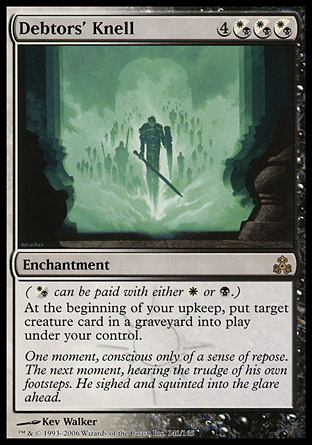 Debtors' Knell 4
Enchantment
( can be paid with either or .)
At the beginning of your upkeep, put target
creature card in a graveyard into play
under your control.
One moment, conscious only of a sense of repose.
The next moment, hearing the trudge of his own
footsteps. He sighed and squinted into the glare
ahead.
Kev Walker
™ & © 1993–2006 Wizards of the Coast, Inc. 141/165